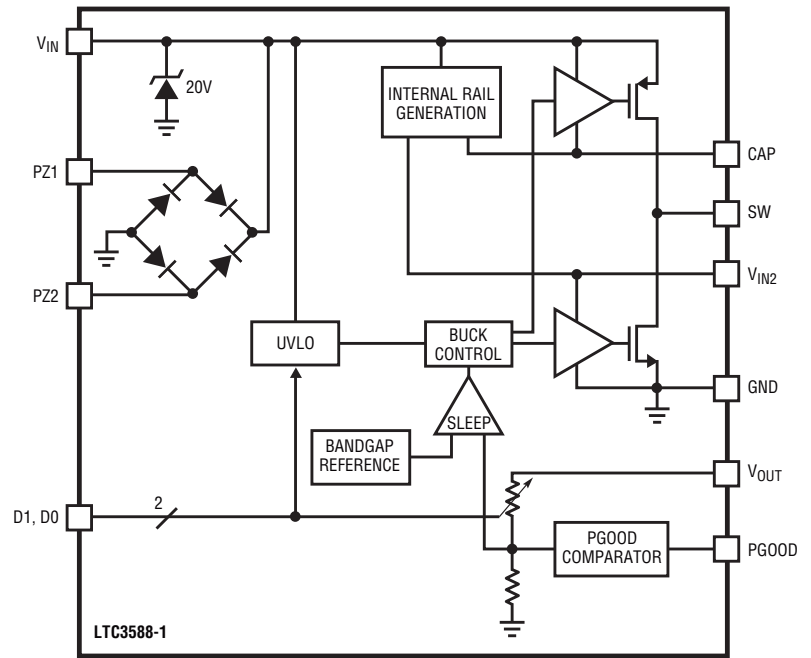 VIN
20V
INTERNAL RAIL
GENERATION
PZ1
CAP
SW
VIN2
PZ2
UVLO
BUCK
CONTROL
GND
SLEEP
BANDGAP
REFERENCE
VOUT
2
D1, D0
PGOOD
COMPARATOR
PGOOD
LTC3588-1